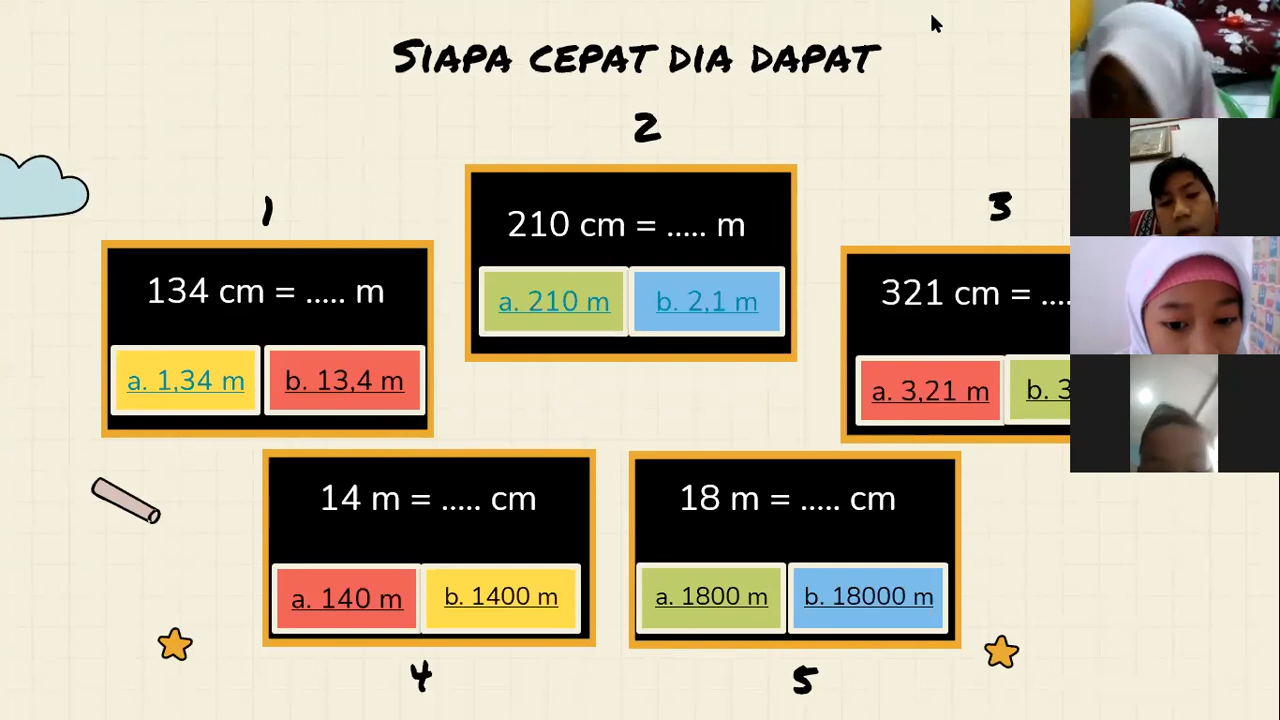 SIAPA CEPAT DIA DAPAT
1
134 cm = ..... m
a. 1,34 m
b. 13,4 m
2
210 cm = ..... m
a. 210 m
b. 2,1 m
3
321 cm = ....
a. 3,21 m
b. 3
4
14 m = ..... cm
a. 140 m
b. 1400 m
5
18 m = ..... cm
a. 1800 m
b. 18000 m